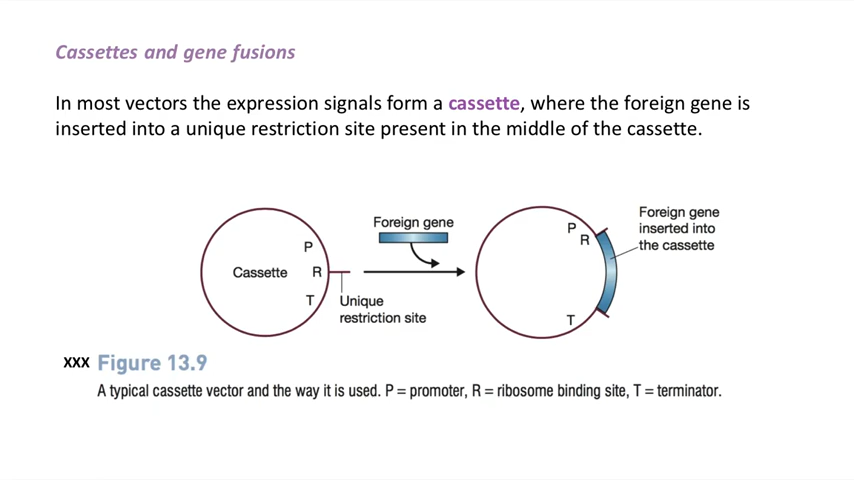 Cassettes and gene fusions
In most vectors the expression signals form a cassette, where the foreign gene is
inserted into a unique restriction site present in the middle of the cassette.
Foreign gene
P
Cassette
R
T
Unique
restriction site
P
R
T
Foreign gene
inserted into
the cassette
xxx Figure 13.9
A typical cassette vector and the way it is used. P = promoter, R = ribosome binding site, T = terminator.